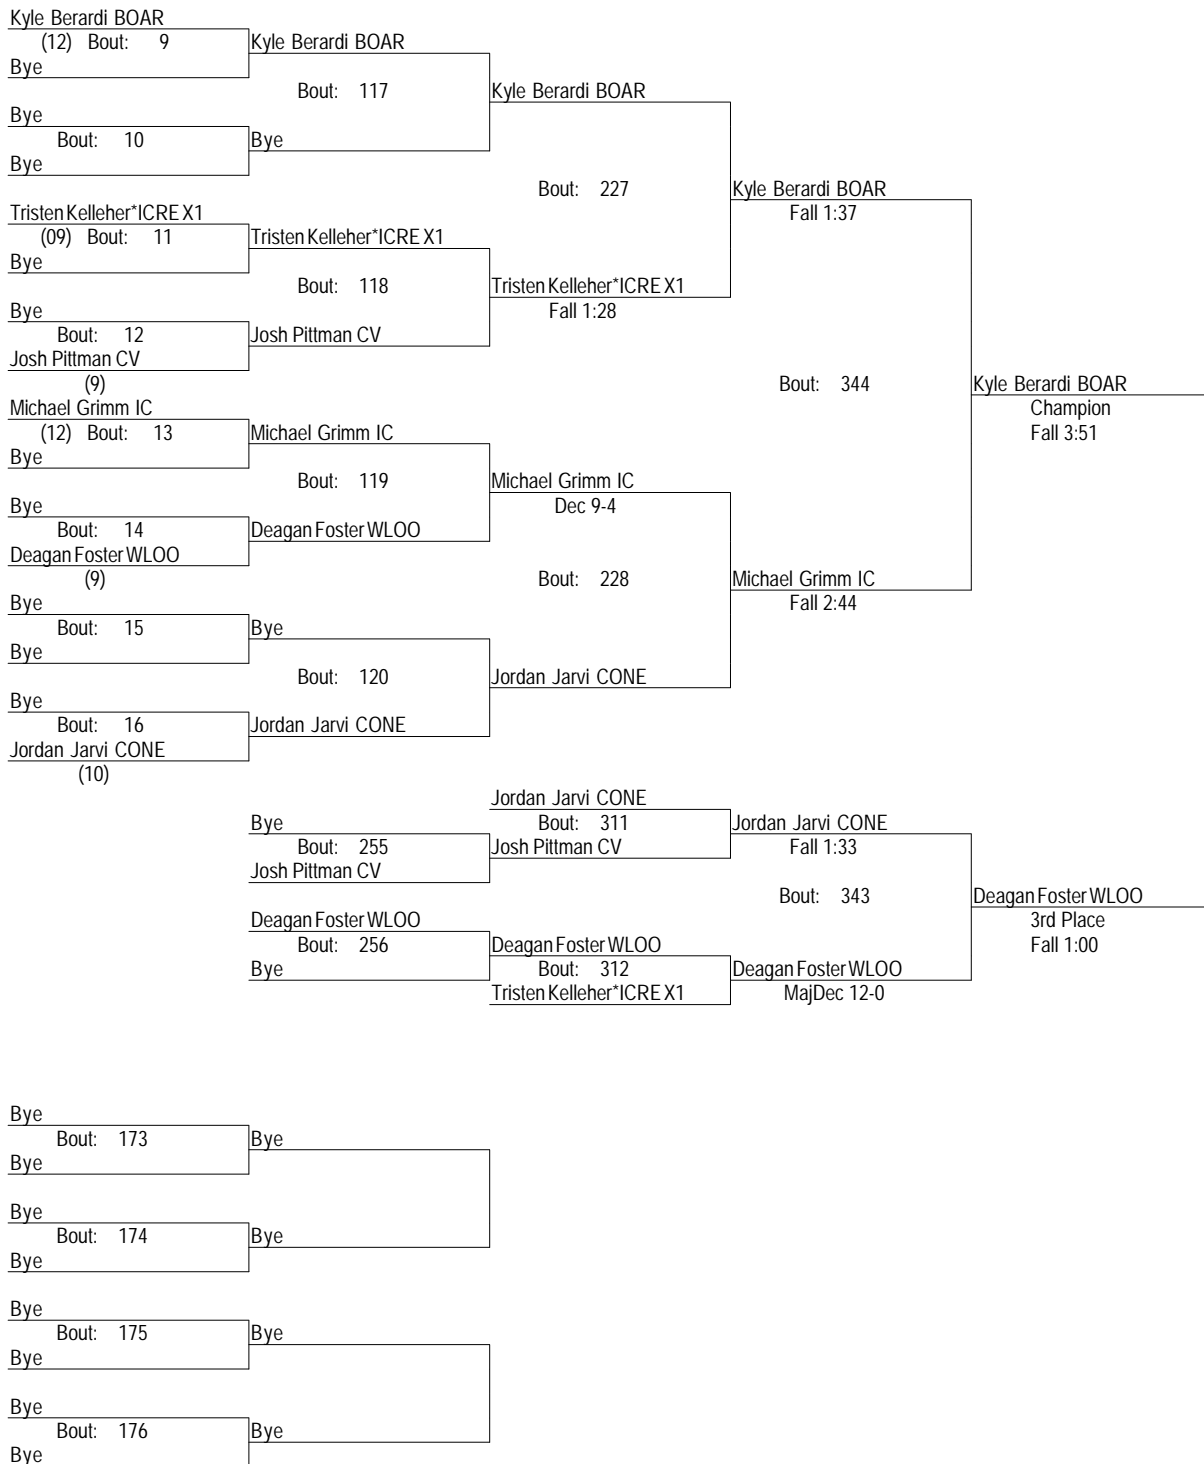 Kyle Berardi BOAR
(12) Bout: 9 Kyle Berardi BOAR
Bye
Bout: 117 Kyle Berardi BOAR
Bye
Bout: 10 Bye
Bye
Bout: 227 Kyle Berardi BOAR
Tristen Kelleher*ICRE X1 Fall 1:37
(09) Bout: 11 Tristen Kelleher*ICRE X1
Bye
Bout: 118 Tristen Kelleher*ICRE X1
Bye Fall 1:28
Bout: 12 Josh Pittman CV
Josh Pittman CV
(9) Bout: 344 Kyle Berardi BOAR
Michael Grimm IC Champion
(12) Bout: 13 Michael Grimm IC Fall 3:51
Bye
Bout: 119 Michael Grimm IC
Bye Dec 9-4
Bout: 14 Deagan Foster WLOO
Deagan Foster WLOO
(9) Bout: 228 Michael Grimm IC
Bye Fall 2:44
Bout: 15 Bye
Bye
Bout: 120 Jordan Jarvi CONE
Bye
Bout: 16 Jordan Jarvi CONE
Jordan Jarvi CONE
(10)
Jordan Jarvi CONE
Bye Bout: 311 Jordan Jarvi CONE
Bout: 255 Josh Pittman CV Fall 1:33
Josh Pittman CV
Bout: 343 Deagan Foster WLOO
Deagan Foster WLOO 3rd Place
Bout: 256 Deagan Foster WLOO Fall 1:00
Bye Bout: 312 Deagan Foster WLOO
Tristen Kelleher*ICRE X1 MajDec 12-0
Bye
Bout: 173 Bye
Bye
Bye
Bout: 174 Bye
Bye
Bye
Bout: 175 Bye
Bye
Bye
Bout: 176 Bye
Bye